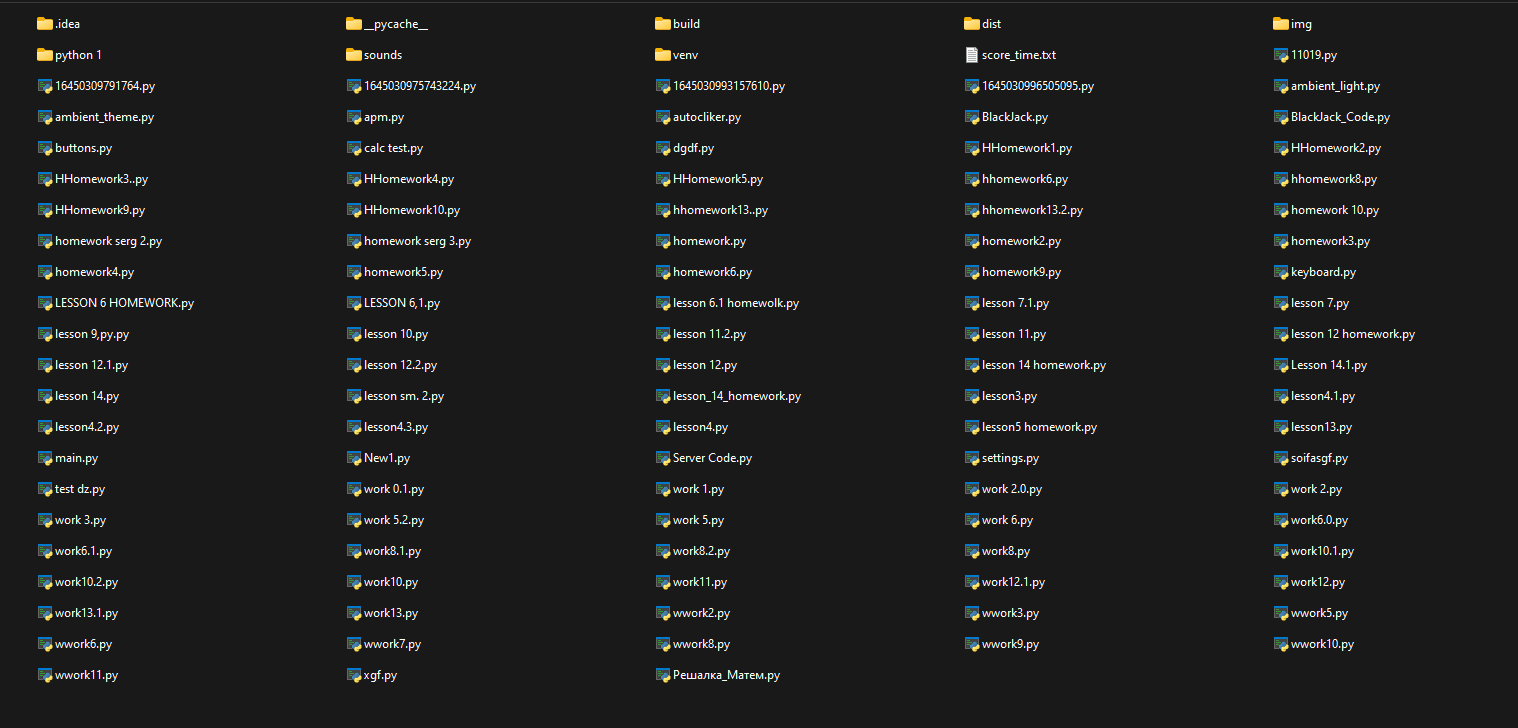 .idea __pycache__ build dist img
python 1 sounds venv score_time.txt 11019.py
16450309791764.py 1645030975743224.py 1645030993157610.py 1645030996505095.py ambient_light.py
ambient_theme.py apm.py autocliker.py BlackJack.py BlackJack_Code.py
buttons.py calc test.py dgdf.py HHomework1.py HHomework2.py
HHomework3..py HHomework4.py HHomework5.py hhomework6.py hhomework8.py
HHomework9.py HHomework10.py hhomework13..py hhomework13.2.py homework 10.py
homework serg 2.py homework serg 3.py homework.py homework2.py homework3.py
homework4.py homework5.py homework6.py homework9.py keyboard.py
LESSON 6 HOMEWORK.py LESSON 6,1.py lesson 6.1 homewolk.py lesson 7.1.py lesson 7.py
lesson 9,py.py lesson 10.py lesson 11.2.py lesson 11.py lesson 12 homework.py
lesson 12.1.py lesson 12.2.py lesson 12.py lesson 14 homework.py Lesson 14.1.py
lesson 14.py lesson sm. 2.py lesson_14_homework.py lesson3.py lesson4.1.py
lesson4.2.py lesson4.3.py lesson4.py lesson5 homework.py lesson13.py
main.py New1.py Server Code.py settings.py soifasgf.py
test dz.py work 0.1.py work 1.py work 2.0.py work 2.py
work 3.py work 5.2.py work 5.py work 6.py work6.0.py
work6.1.py work8.1.py work8.2.py work8.py work10.1.py
work10.2.py work10.py work11.py work12.1.py work12.py
work13.1.py work13.py wwork2.py wwork3.py wwork5.py
wwork6.py wwork7.py wwork8.py wwork9.py wwork10.py
wwork11.py xgf.py Решалка_Матем.py